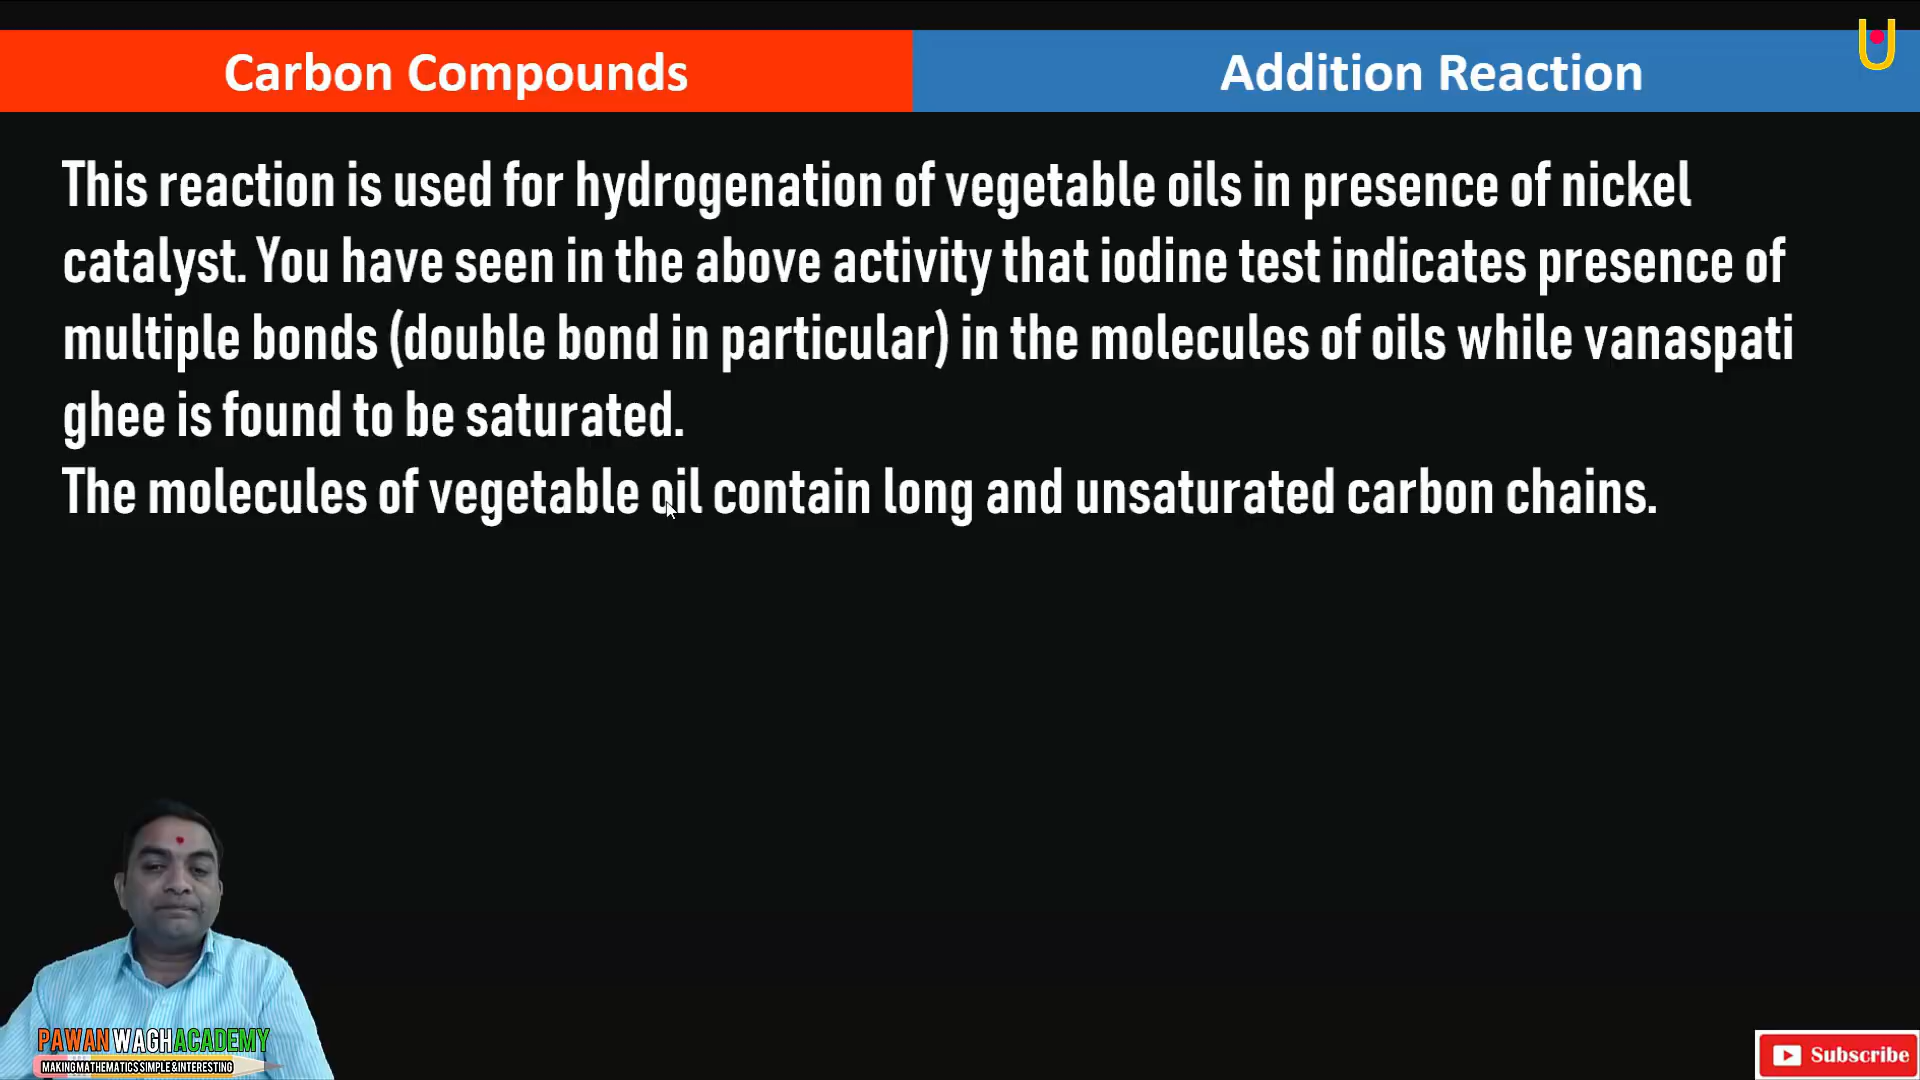 Carbon Compounds
Addition Reaction
This reaction is used for hydrogenation of vegetable oils in presence of nickel
catalyst. You have seen in the above activity that iodine test indicates presence of
multiple bonds (double bond in particular) in the molecules of oils while vanaspati
ghee is found to be saturated.
The molecules of vegetable oil contain long and unsaturated carbon chains.
PAWAN WAGH ACADEMY
MAKING MATHEMATICS SIMPLE & INTERESTING
Subscribe